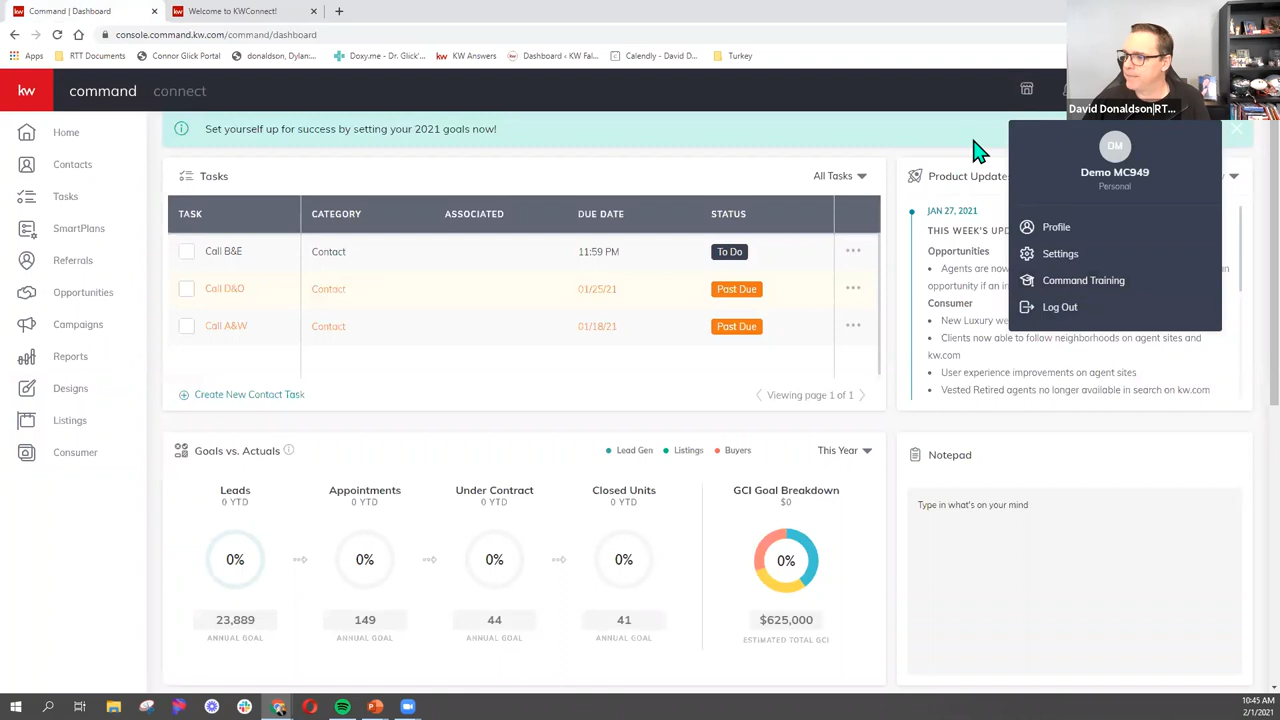 Command | Dashboard
Welcome to KWConnect!
console.command.kw.com/command/dashboard
Apps
RTT Documents
Connor Glick Portal
donaldson, Dylan...
Doxy.me - Dr. Glick'...
KW Answers
Dashboard ‹ KW Fal...
Calendly - David D...
Turkey
David Donaldson|RT...
kw
command
connect
Home
Contacts
Tasks
SmartPlans
Referrals
Opportunities
Campaigns
Reports
Designs
Listings
Consumer
Set yourself up for success by setting your 2021 goals now!
Tasks
All Tasks
TASK CATEGORY ASSOCIATED DUE DATE STATUS
Call B&E Contact 11:59 PM To Do
Call D&O Contact 01/25/21 Past Due
Call A&W Contact 01/18/21 Past Due
Create New Contact Task
Viewing page 1 of 1
Product Update
JAN 27, 2021
THIS WEEK'S UPD
Opportunities
Agents are now
opportunity if an in
Consumer
New Luxury we
Clients now able to follow neighborhoods on agent sites and
kw.com
User experience improvements on agent sites
Vested Retired agents no longer available in search on kw.com
DM
Demo MC949
Personal
Profile
Settings
Command Training
Log Out
Goals vs. Actuals
Lead Gen
Listings
Buyers
This Year
Leads
0 YTD
0%
23,889
ANNUAL GOAL
Appointments
0 YTD
0%
149
ANNUAL GOAL
Under Contract
0 YTD
0%
44
ANNUAL GOAL
Closed Units
0 YTD
0%
41
ANNUAL GOAL
GCI Goal Breakdown
$0
0%
$625,000
ESTIMATED TOTAL GCI
Notepad
Type in what's on your mind
10:45 AM
2/1/2021